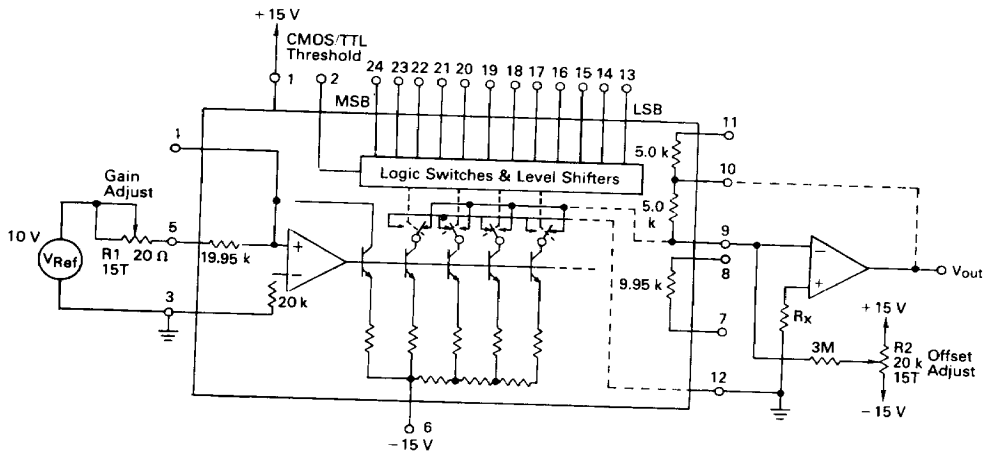 +15 V
CMOS/TTL
Threshold
1
2
24
23
22
21
20
19
18
17
16
15
14
13
MSB
LSB
11
1
5.0 k
10
Logic Switches & Level Shifters
Gain
Adjust
5.0
k
10 V
VRef
R1
15T
20 Ω
5
19.95 k
+
−
9
8
−
+
Vout
3
20 k
9.95 k
7
RX
+15 V
3M
R2
20 k
15T
Offset
Adjust
12
−15 V
6
−15 V